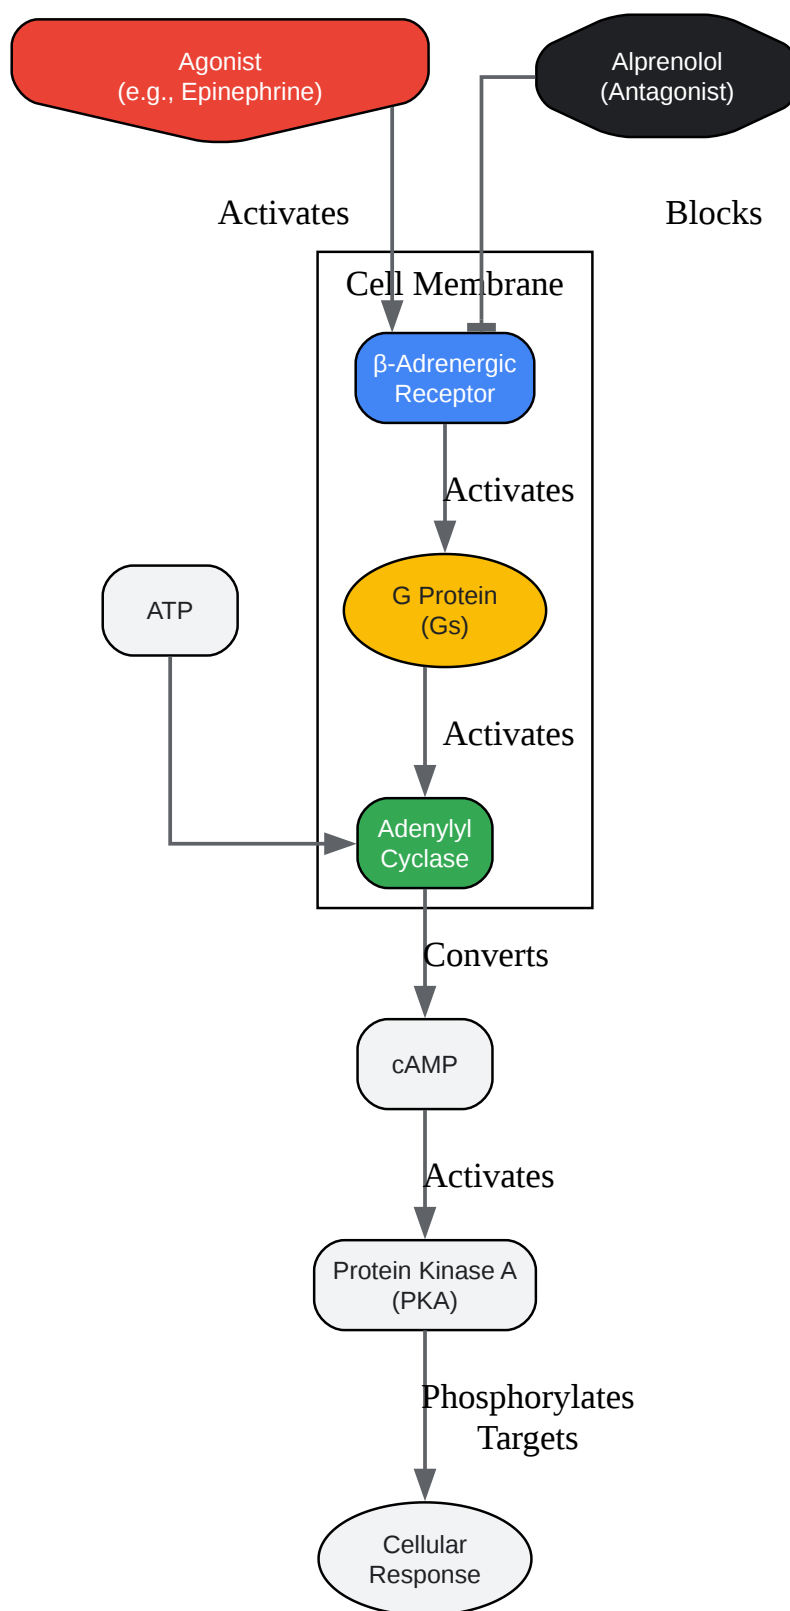 Agonist
(e.g., Epinephrine)
Alprenolol
(Antagonist)
Activates
Blocks
Cell Membrane
β-Adrenergic
Receptor
Activates
G Protein
(Gs)
ATP
Activates
Adenylyl
Cyclase
Converts
cAMP
Activates
Protein Kinase A
(PKA)
Phosphorylates
Targets
Cellular
Response